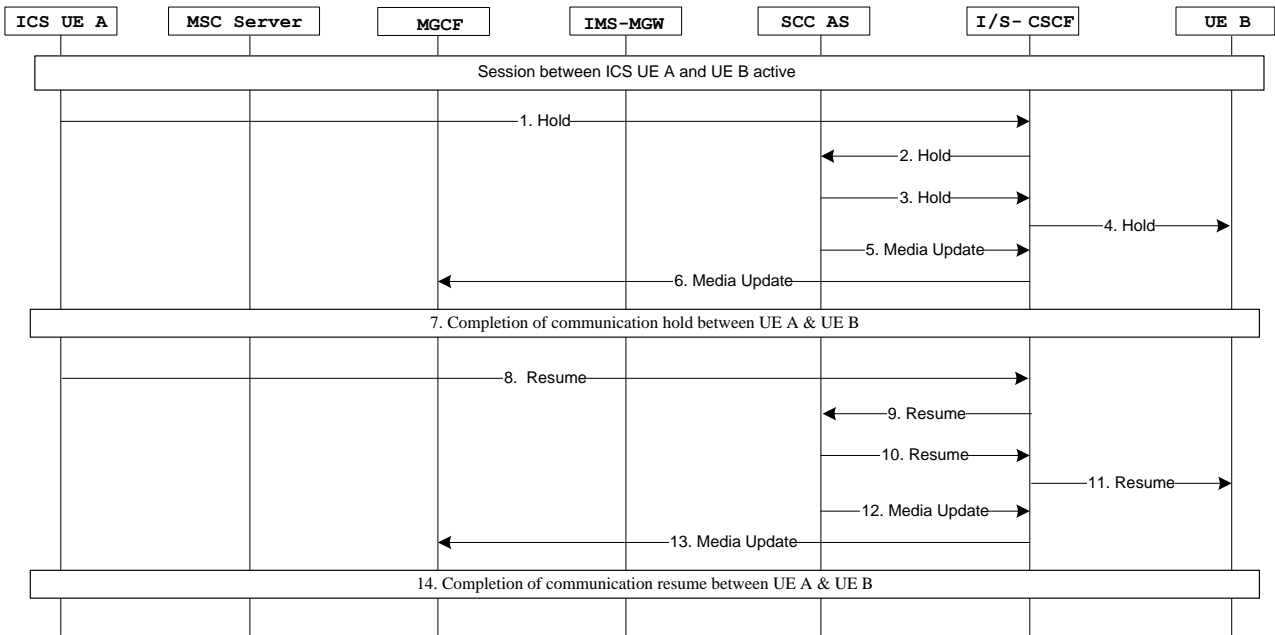 ICS UE A
MSC Server
MGCF
IMS-MGW
SCC AS
I/S- CSCF
UE B
Session between ICS UE A and UE B active
1. Hold
2. Hold
3. Hold
4. Hold
5. Media Update
6. Media Update
7. Completion of communication hold between UE A & UE B
8. Resume
9. Resume
10. Resume
11. Resume
12. Media Update
13. Media Update
14. Completion of communication resume between UE A & UE B